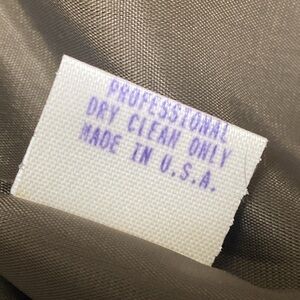 PROFESSIONAL
DRY CLEAN ONLY
MADE IN U.S.A.